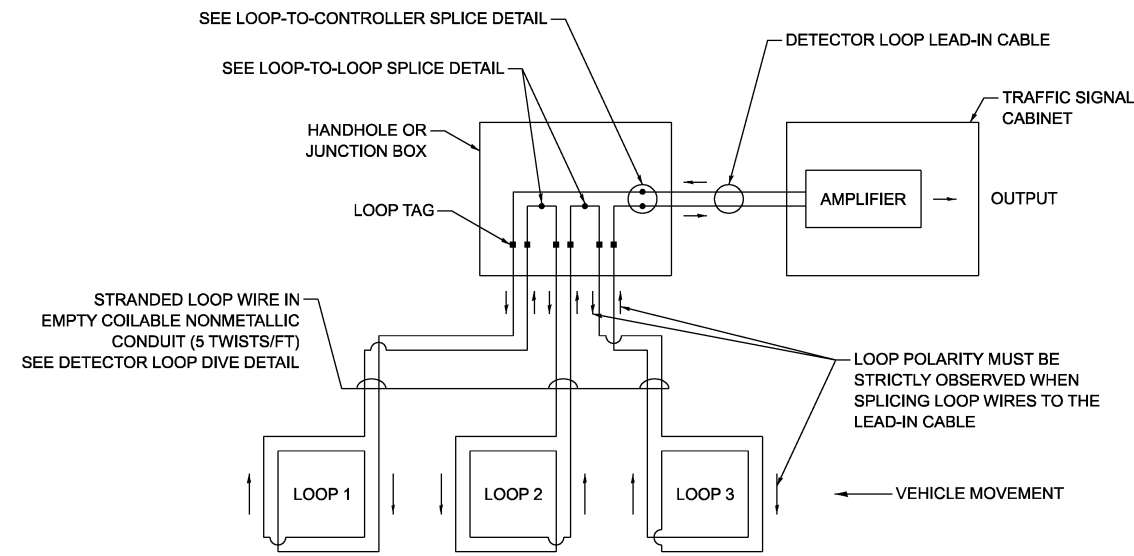 SEE LOOP-TO-CONTROLLER SPLICE DETAIL
DETECTOR LOOP LEAD-IN CABLE
SEE LOOP-TO-LOOP SPLICE DETAIL
TRAFFIC SIGNAL
CABINET
HANDHOLE OR
JUNCTION BOX
AMPLIFIER
OUTPUT
LOOP TAG
STRANDED LOOP WIRE IN
EMPTY COILABLE NONMETALLIC
CONDUIT (5 TWISTS/FT)
SEE DETECTOR LOOP DIVE DETAIL
LOOP POLARITY MUST BE
STRICTLY OBSERVED WHEN
SPLICING LOOP WIRES TO THE
LEAD-IN CABLE
LOOP 1
LOOP 2
LOOP 3
VEHICLE MOVEMENT